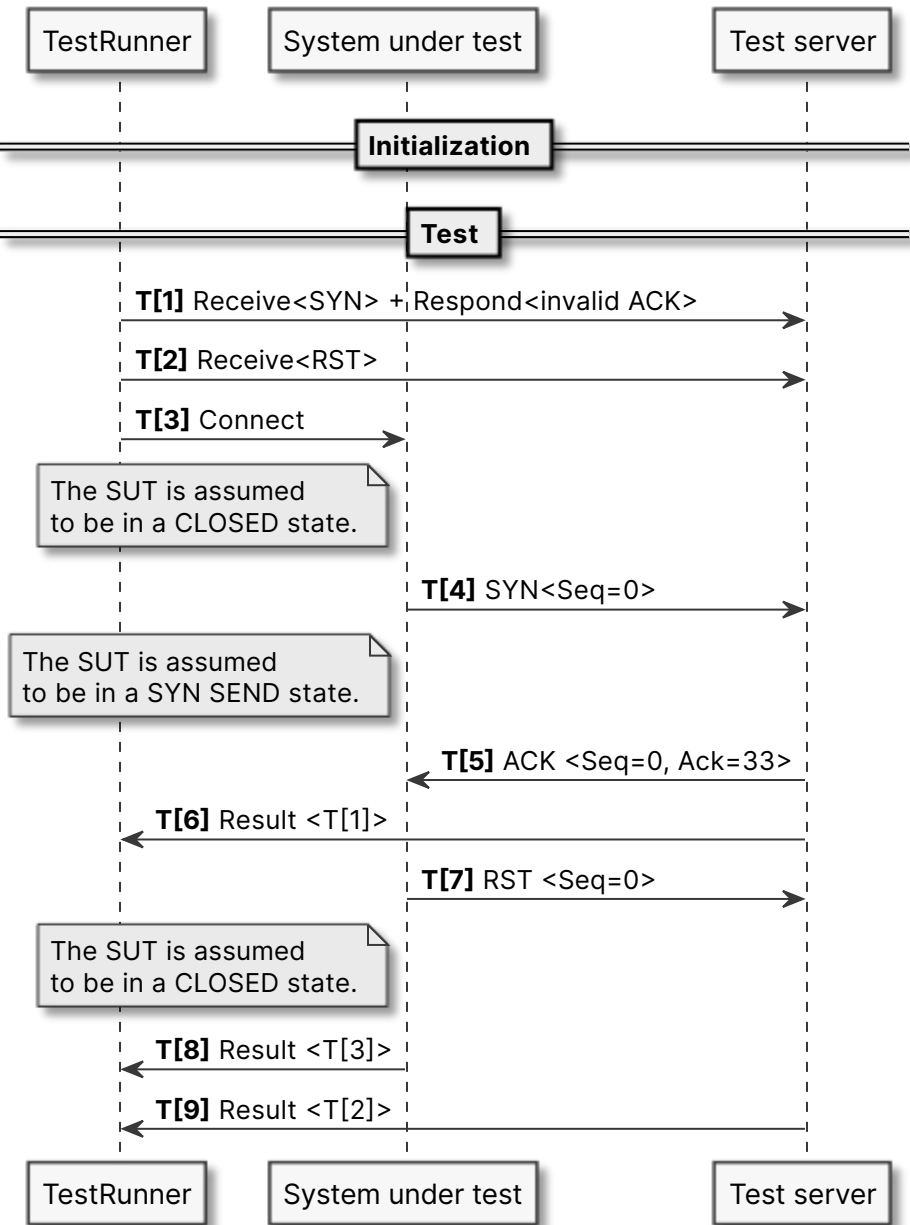 TestRunner
System under test
Test server
Initialization
Test
T[1] Receive<SYN> + Respond<invalid ACK>
T[2] Receive<RST>
T[3] Connect
The SUT is assumed
to be in a CLOSED state.
T[4] SYN<Seq=0>
The SUT is assumed
to be in a SYN SEND state.
T[5] ACK <Seq=0, Ack=33>
T[6] Result <T[1]>
T[7] RST <Seq=0>
The SUT is assumed
to be in a CLOSED state.
T[8] Result <T[3]>
T[9] Result <T[2]>
TestRunner
System under test
Test server